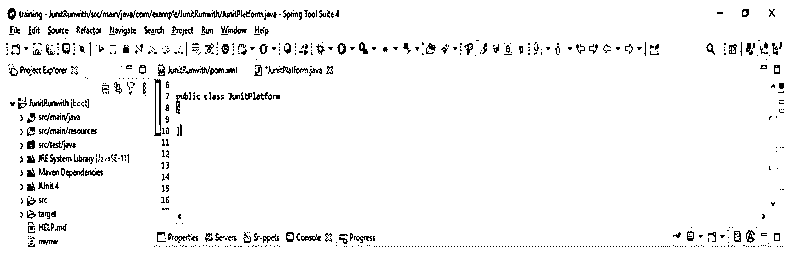 training - JunitRunwith/src/main/java/com/example/JunitRunwith/JunitPlatform.java - Spring Tool Suite 4
File Edit Source Refactor Navigate Search Project Run Window Help
Project Explorer
JunitRunwith/pom.xml
*JunitPlatform.java
JunitRunwith [boot]
src/main/java
src/main/resources
src/test/java
JRE System Library [JavaSE-11]
Maven Dependencies
JUnit 4
src
target
HELP.md
mvnw
6
7 public class JunitPlatform
8 {
9
10 }
11
12
13
14
15
16
Properties Servers Snippets Console Progress